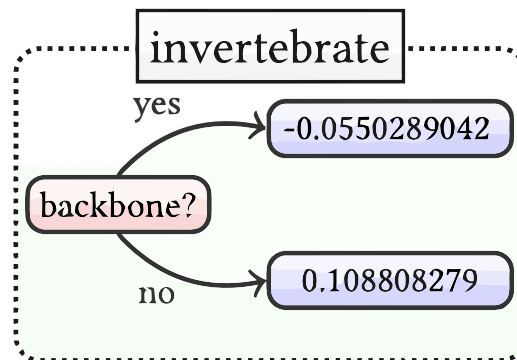 invertebrate
yes
-0.0550289042
backbone?
0.108808279
no